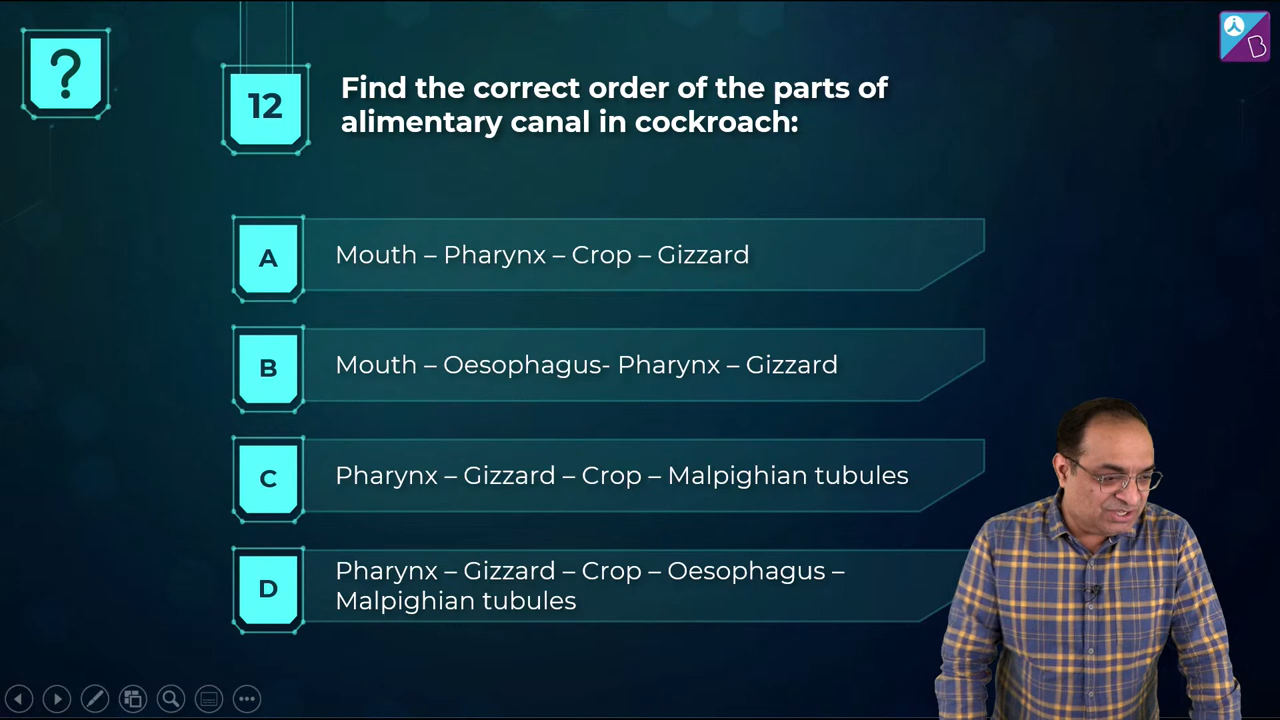 ?
12
Find the correct order of the parts of
alimentary canal in cockroach:
A
Mouth – Pharynx – Crop – Gizzard
B
Mouth – Oesophagus- Pharynx – Gizzard
C
Pharynx – Gizzard – Crop – Malpighian tubules
D
Pharynx – Gizzard – Crop – Oesophagus –
Malpighian tubules
B